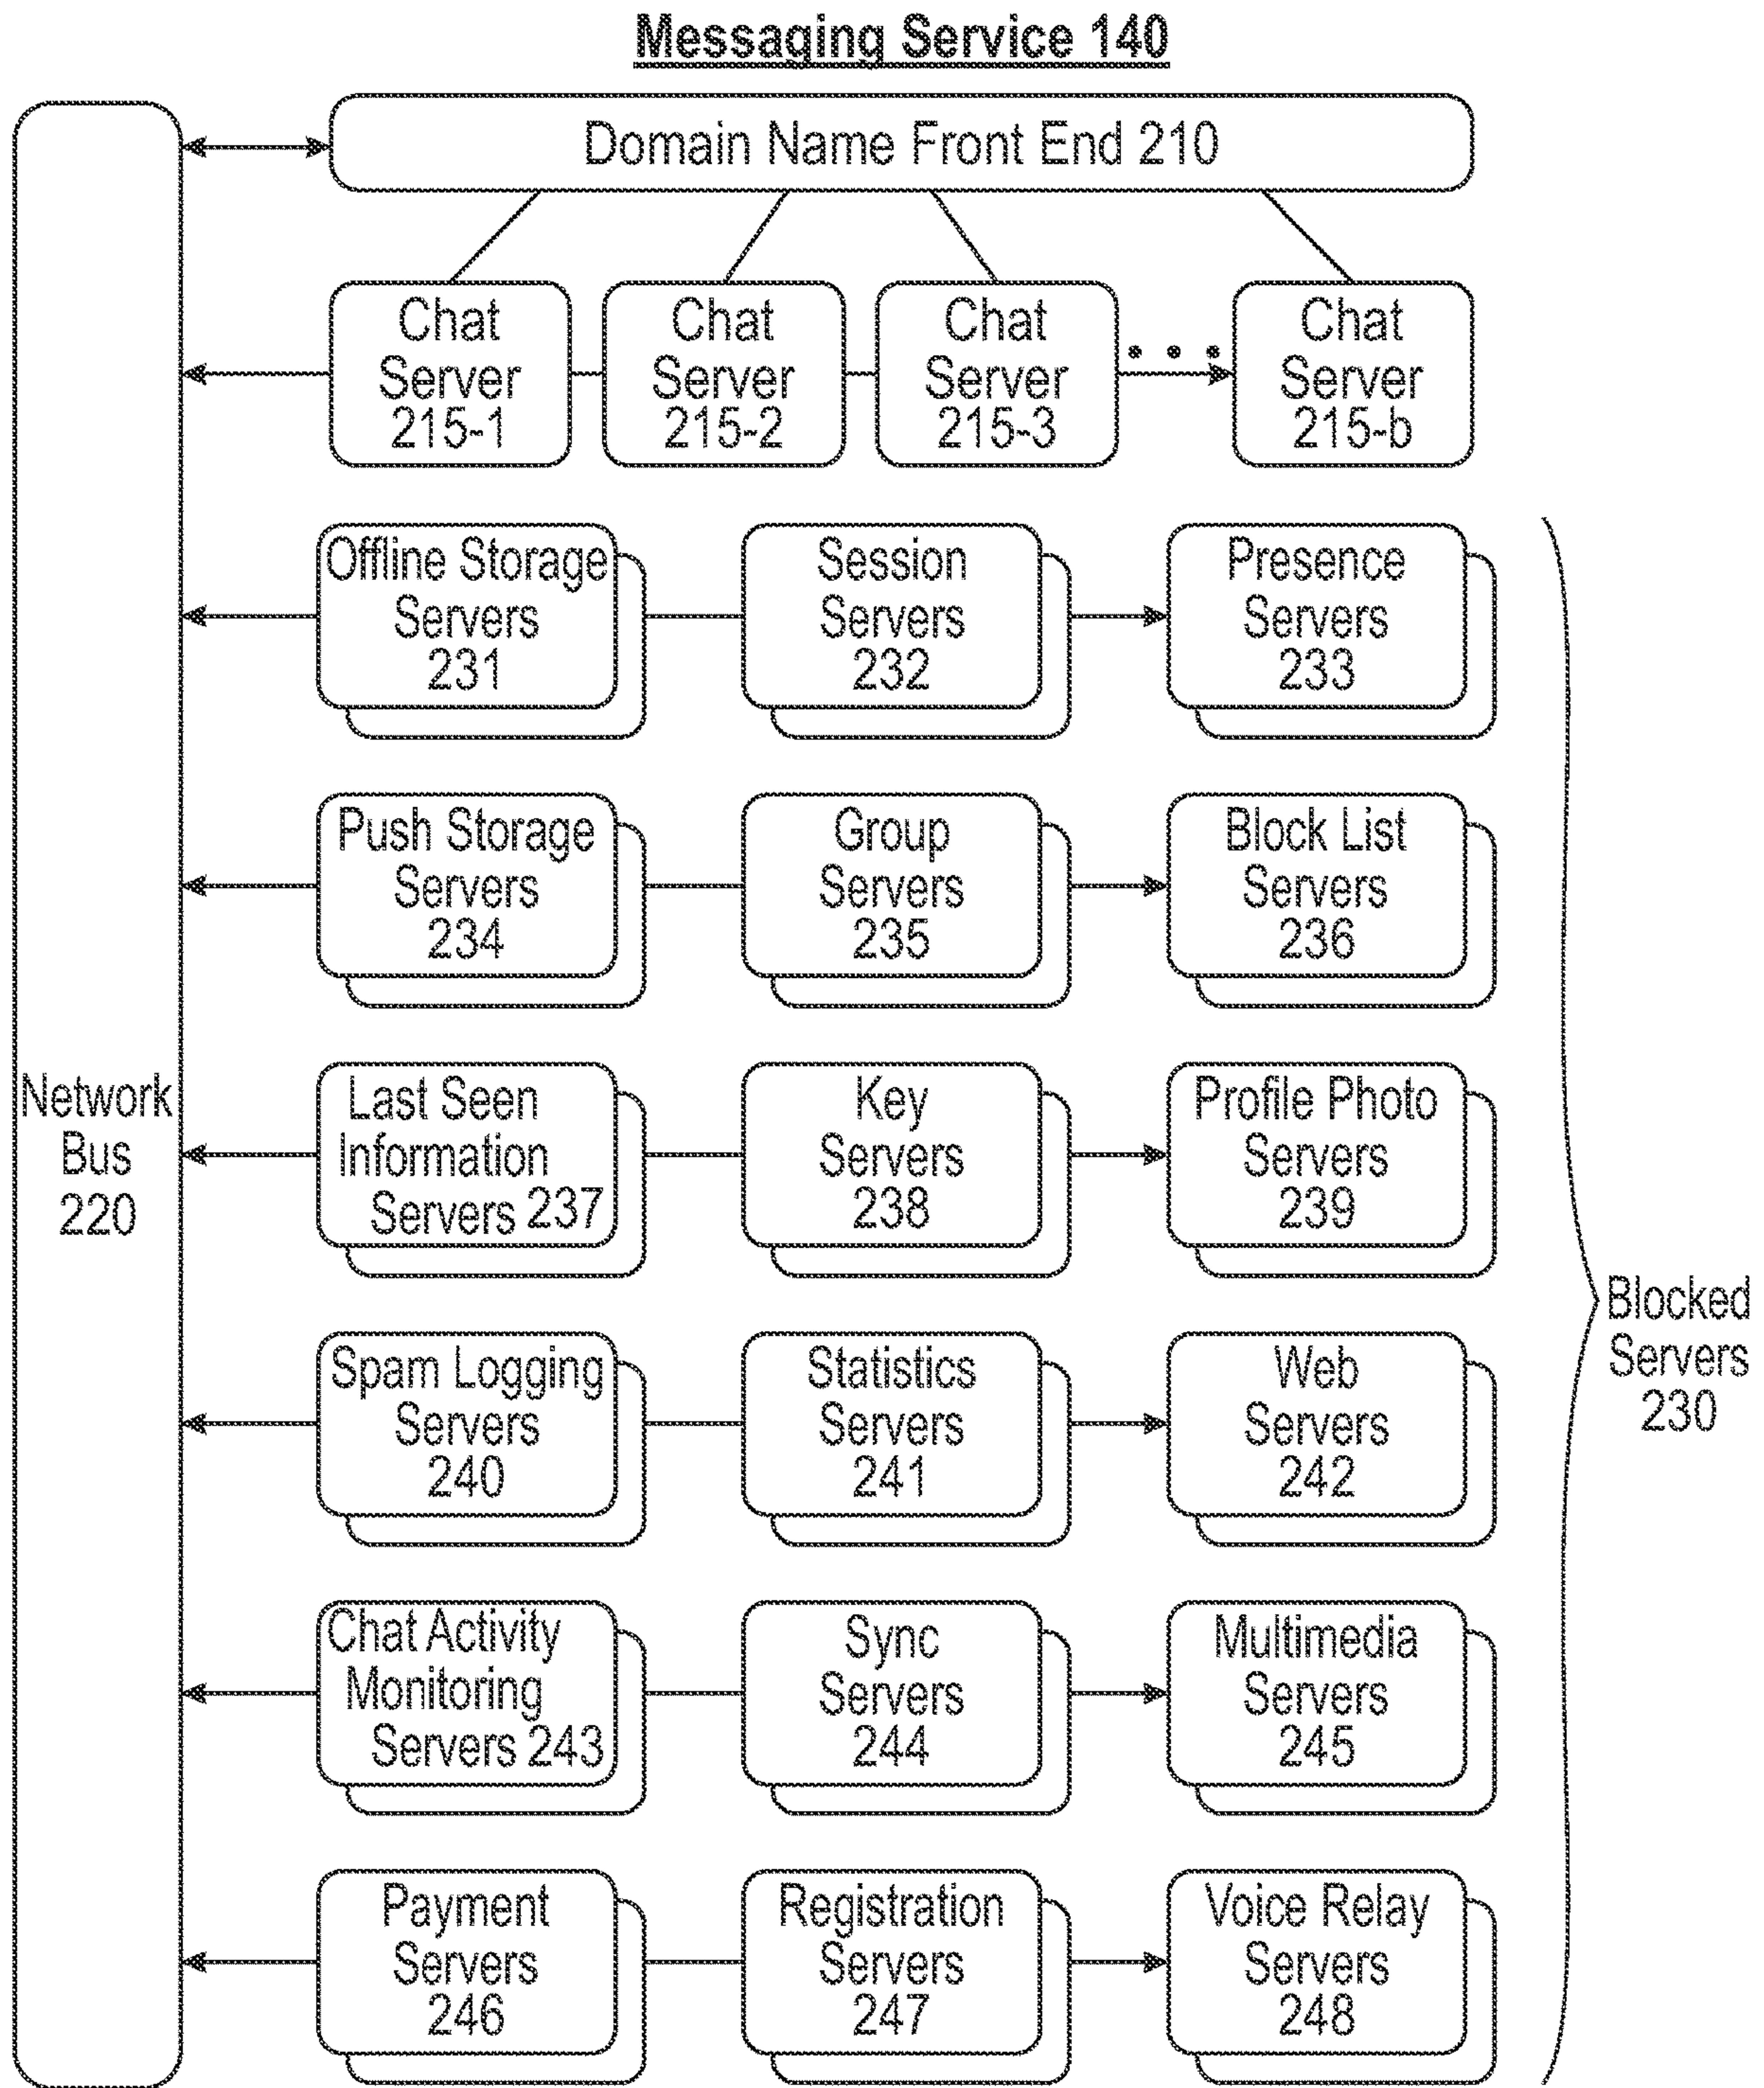 Messaging Service 140
Domain Name Front End 210
Chat
Server
215-1
Chat
Server
215-2
Chat
Server
215-3
. . .
Chat
Server
215-b
Offline Storage
Servers
231
Session
Servers
232
Presence
Servers
233
Push Storage
Servers
234
Group
Servers
235
Block List
Servers
236
Network
Bus
220
Last Seen
Information
Servers 237
Key
Servers
238
Profile Photo
Servers
239
Blocked
Servers
230
Spam Logging
Servers
240
Statistics
Servers
241
Web
Servers
242
Chat Activity
Monitoring
Servers 243
Sync
Servers
244
Multimedia
Servers
245
Payment
Servers
246
Registration
Servers
247
Voice Relay
Servers
248